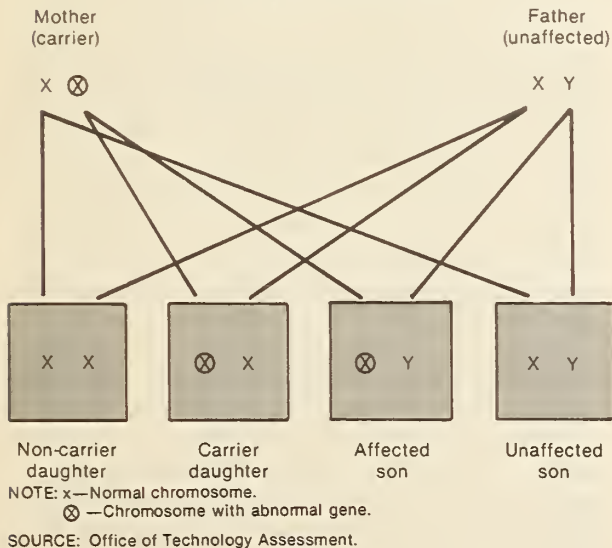 Mother Father
(carrier) (unaffected)
X Ⓧ X Y
X X Ⓧ X Ⓧ Y X Y
Non-carrier Carrier Affected Unaffected
daughter daughter son son
NOTE: x—Normal chromosome.
Ⓧ —Chromosome with abnormal gene.
SOURCE: Office of Technology Assessment.